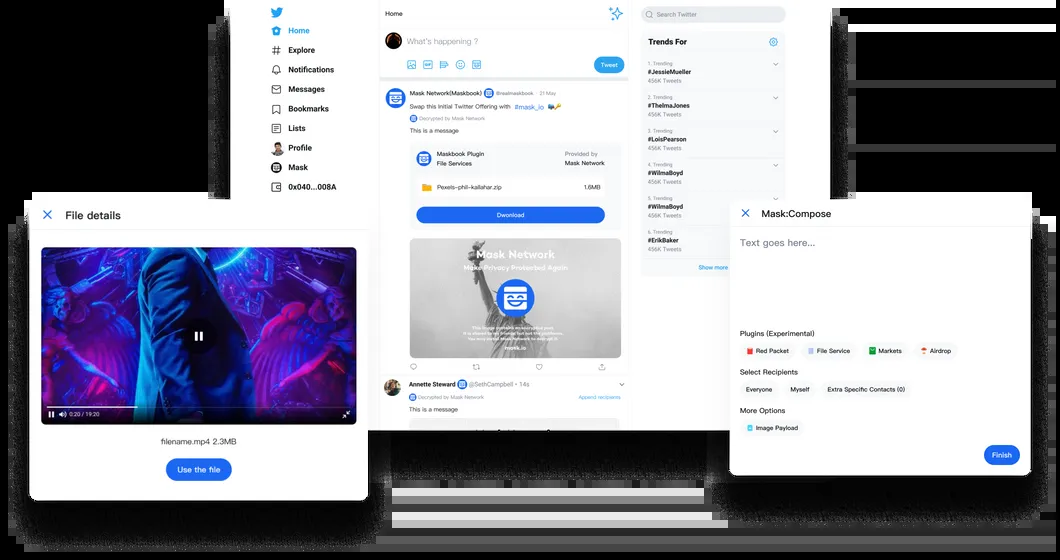 Home
Explore
Notifications
Messages
Bookmarks
Lists
Profile
Mask
0x040...008A
Home
What's happening ?
GIF
Tweet
Mask Network(Maskbook) @realmaskbook · 21 May
Swap this Initial Twitter Offering with #mask_io
Decrypted by Mask Network
This is a message
Maskbook Plugin
File Services
Provided by
Mask Network
Pexels-phil-kallahar.zip 1.6MB
Dwonload
Mask Network
Make Privacy Protected Again
mask.io
Annette Steward @SethCampbell · 14s
Decrypted by Mask Network
Append recipients
This is a message
Search Twitter
Trends For
1. Trending
#JessieMueller
456K Tweets
2. Trending
#ThelmaJones
456K Tweets
3. Trending
#LoisPearson
456K Tweets
4. Trending
#WilmaBoyd
456K Tweets
5. Trending
#WilmaBoyd
456K Tweets
6. Trending
#ErikBaker
456K Tweets
Show more
File details
0:20 / 19:20
filename.mp4 2.3MB
Use the file
Mask:Compose
Text goes here...
Plugins (Experimental)
Red Packet File Service Markets Airdrop
Select Recipients
Everyone Myself Extra Specific Contacts (0)
More Options
Image Payload
Finish